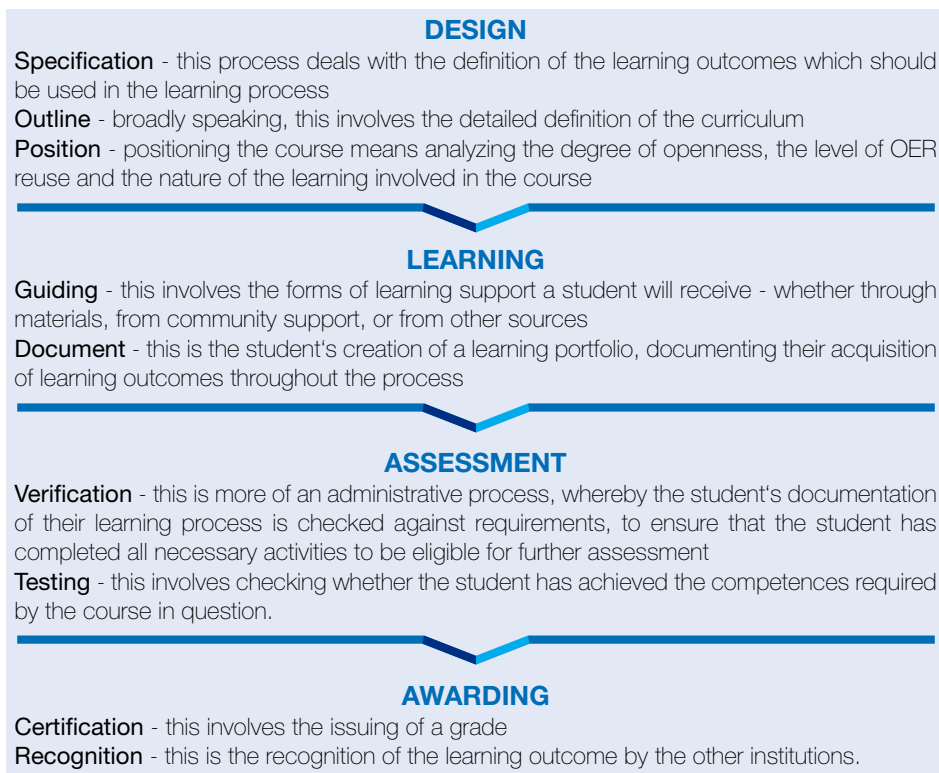 DESIGN
Specification - this process deals with the definition of the learning outcomes which should
be used in the learning process
Outline - broadly speaking, this involves the detailed definition of the curriculum
Position - positioning the course means analyzing the degree of openness, the level of OER
reuse and the nature of the learning involved in the course
LEARNING
Guiding - this involves the forms of learning support a student will receive - whether through
materials, from community support, or from other sources
Document - this is the student‘s creation of a learning portfolio, documenting their acquisition
of learning outcomes throughout the process
ASSESSMENT
Verification - this is more of an administrative process, whereby the student‘s documentation
of their learning process is checked against requirements, to ensure that the student has
completed all necessary activities to be eligible for further assessment
Testing - this involves checking whether the student has achieved the competences required
by the course in question.
AWARDING
Certification - this involves the issuing of a grade
Recognition - this is the recognition of the learning outcome by the other institutions.